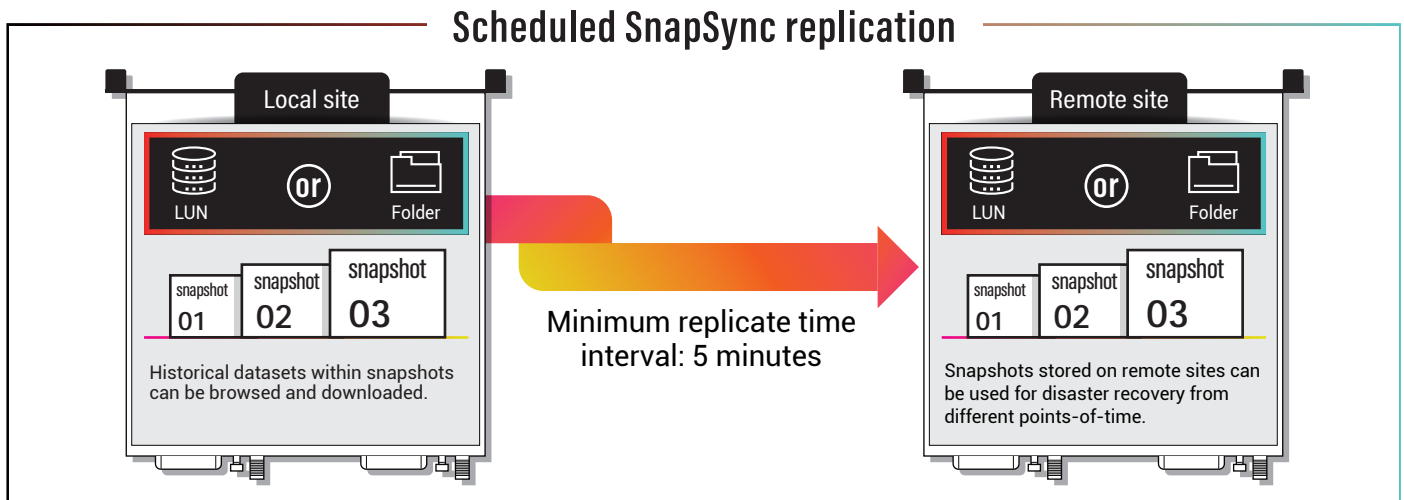 Scheduled SnapSync replication
Local site
LUN
or
Folder
snapshot
01
snapshot
02
snapshot
03
Historical datasets within snapshots
can be browsed and downloaded.
Minimum replicate time
interval: 5 minutes
Remote site
LUN
or
Folder
snapshot
01
snapshot
02
snapshot
03
Snapshots stored on remote sites can
be used for disaster recovery from
different points-of-time.